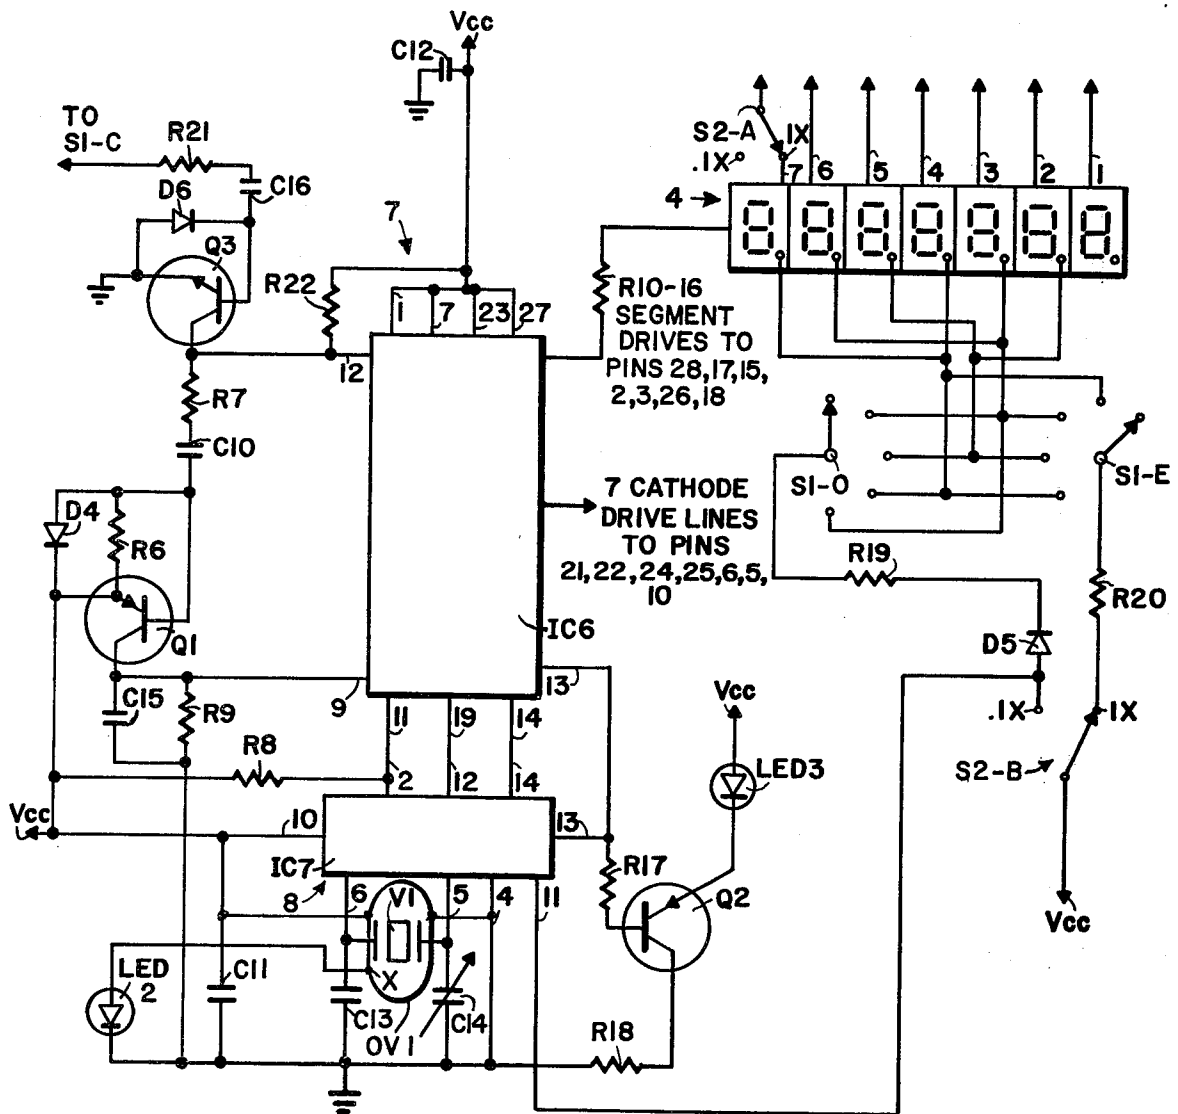 Vcc
C12
TO
S1-C
R21
C16
D6
Q3
7
R22
1
7
23
27
12
R7
C10
D4
R6
Q1
C15
R9
9
R8
11
19
14
2
12
14
IC6
13
S2-A
1X
.1X
7
6
5
4
3
2
1
4
R10-16
SEGMENT
DRIVES TO
PINS 28,17,15,
2,3,26,18
7 CATHODE
DRIVE LINES
TO PINS
21,22,24,25,6,5,
10
S1-O
S1-E
R19
R20
D5
.1X
1X
S2-B
Vcc
Vcc
LED3
Vcc
10
IC7
13
8
6
V1
5
4
11
R17
Q2
LED
2
C11
X
C13
OV1
C14
R18